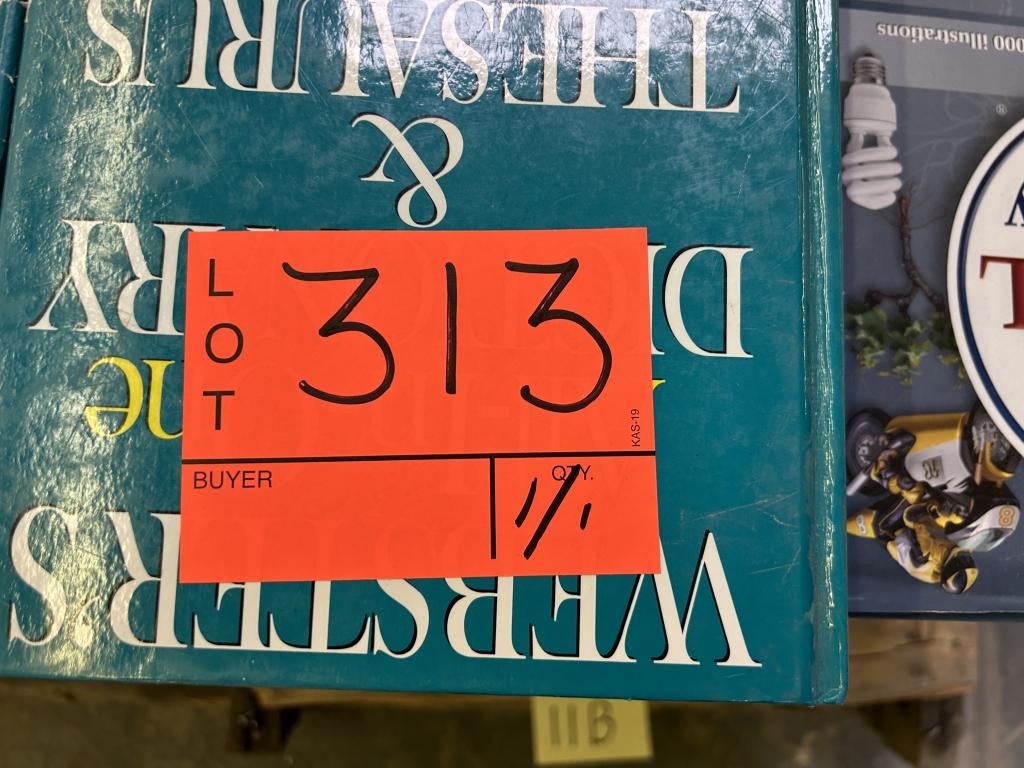 LOT
313
KAS-19
BUYER
QTY.
1/1
WEBSTER'S
DICTIONARY
&
THESAURUS
000 illustrations
®
11B